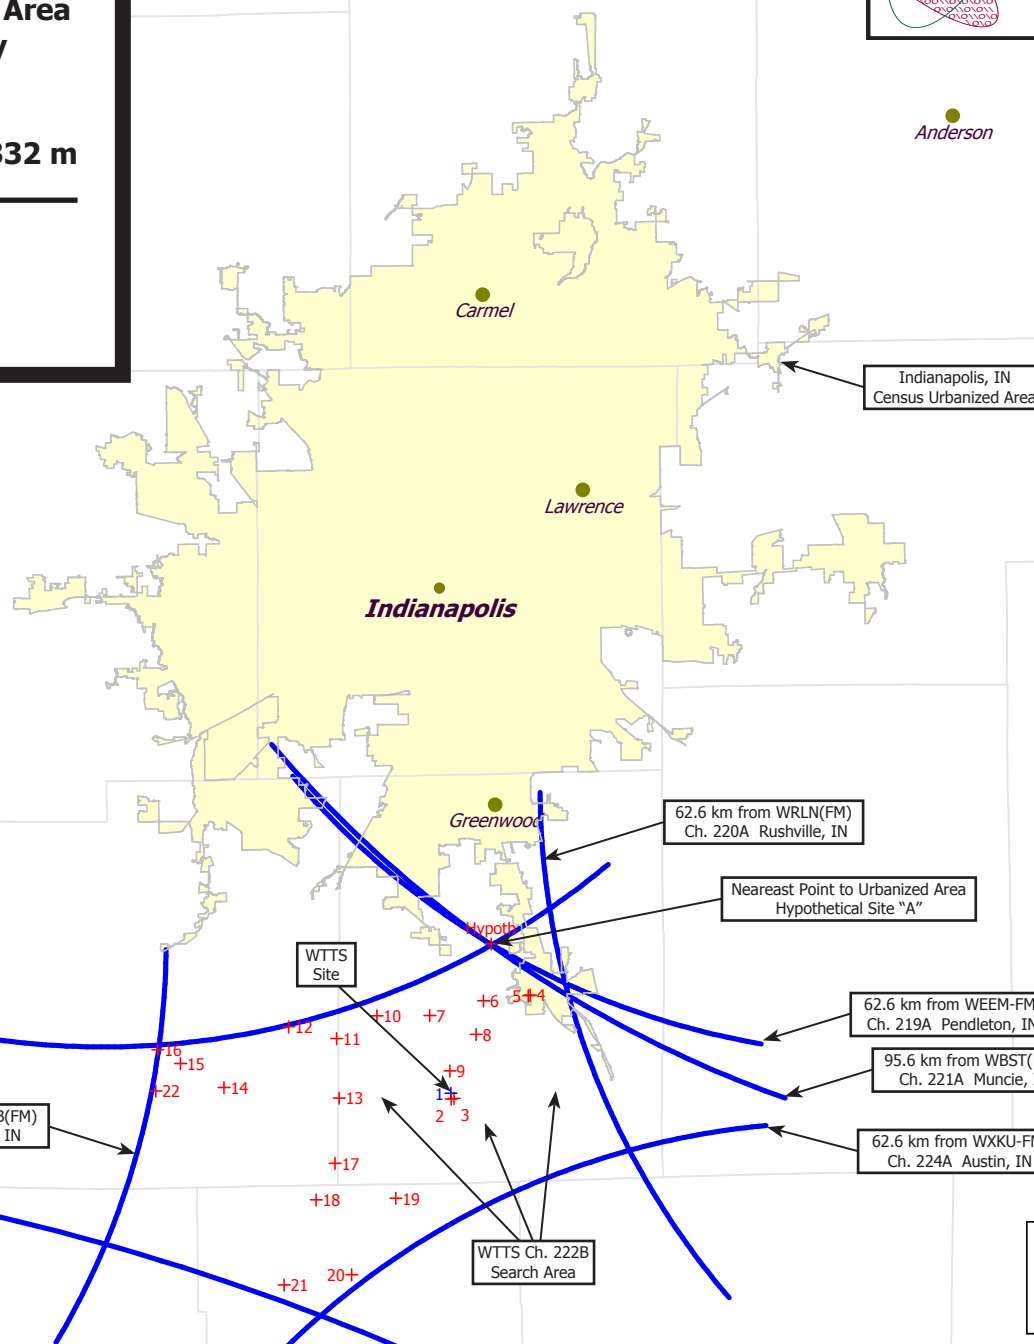 Area
332 m
Anderson
Carmel
Indianapolis, IN
Census Urbanized Area
Lawrence
Indianapolis
Greenwood
62.6 km from WRLN(FM)
Ch. 220A Rushville, IN
Neareast Point to Urbanized Area
Hypothetical Site “A”
Hypoth
WTTS
Site
62.6 km from WEEM-FM
Ch. 219A Pendleton, IN
95.6 km from WBST(
Ch. 221A Muncie,
62.6 km from WXKU-FM
Ch. 224A Austin, IN
(FM)
IN
WTTS Ch. 222B
Search Area
5
4
6
10
7
12
11
8
16
15
9
22
14
13
1
2
3
17
18
19
20
21